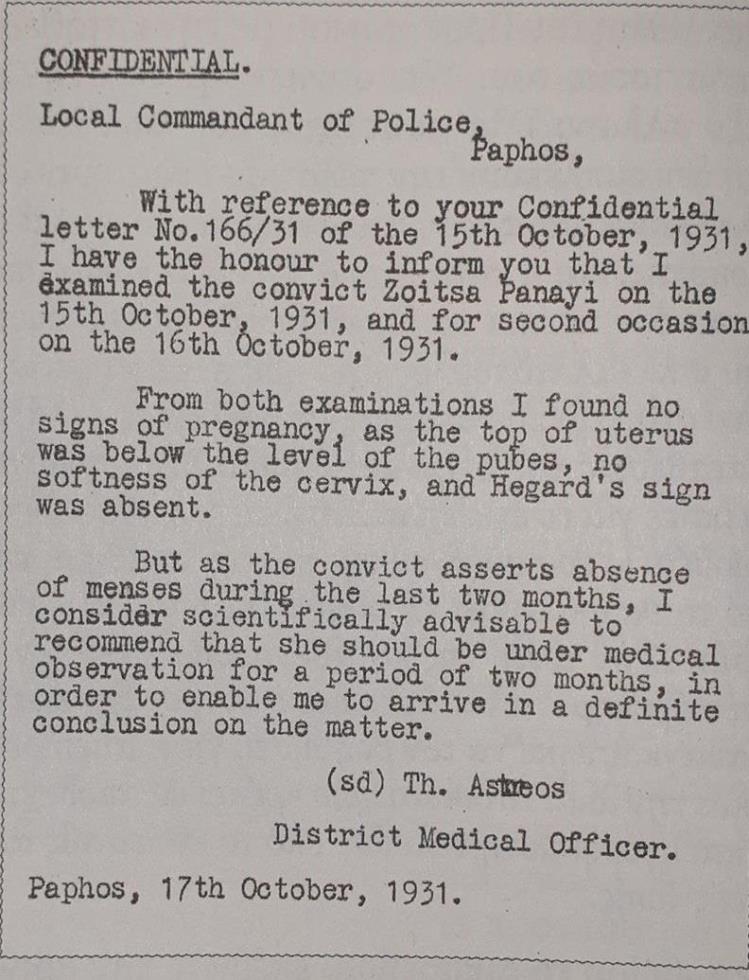 CONFIDENTIAL.
Local Commandant of Police,
Paphos,
With reference to your Confidential
letter No.166/31 of the 15th October, 1931,
I have the honour to inform you that I
examined the convict Zoitsa Panayi on the
15th October, 1931, and for second occasion
on the 16th October, 1931.
From both examinations I found no
signs of pregnancy, as the top of uterus
was below the level of the pubes, no
softness of the cervix, and Hegard's sign
was absent.
But as the convict asserts absence
of menses during the last two months, I
consider scientifically advisable to
recommend that she should be under medical
observation for a period of two months, in
order to enable me to arrive in a definite
conclusion on the matter.
(sd) Th.
District Medical Officer.
Paphos, 17th October, 1931.